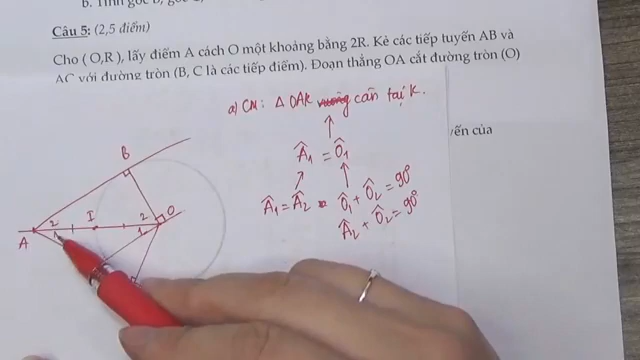 b. Tính góc B, góc
Câu 5: (2,5 điểm)
Cho ( O,R ), lấy điểm A cách O một khoảng bằng 2R. Kẻ các tiếp tuyến AB và
AC với đường tròn (B, C là các tiếp điểm). Đoạn thẳng OA cắt đường tròn (O)
yến của
a) CM: Δ OAK vuông cân tại K.
Â1 = Ô1
Â1 = Â2
Ô1 + Ô2 = 90°
Â2 + Ô2 = 90°
B
2 I 2 O
A 1 1